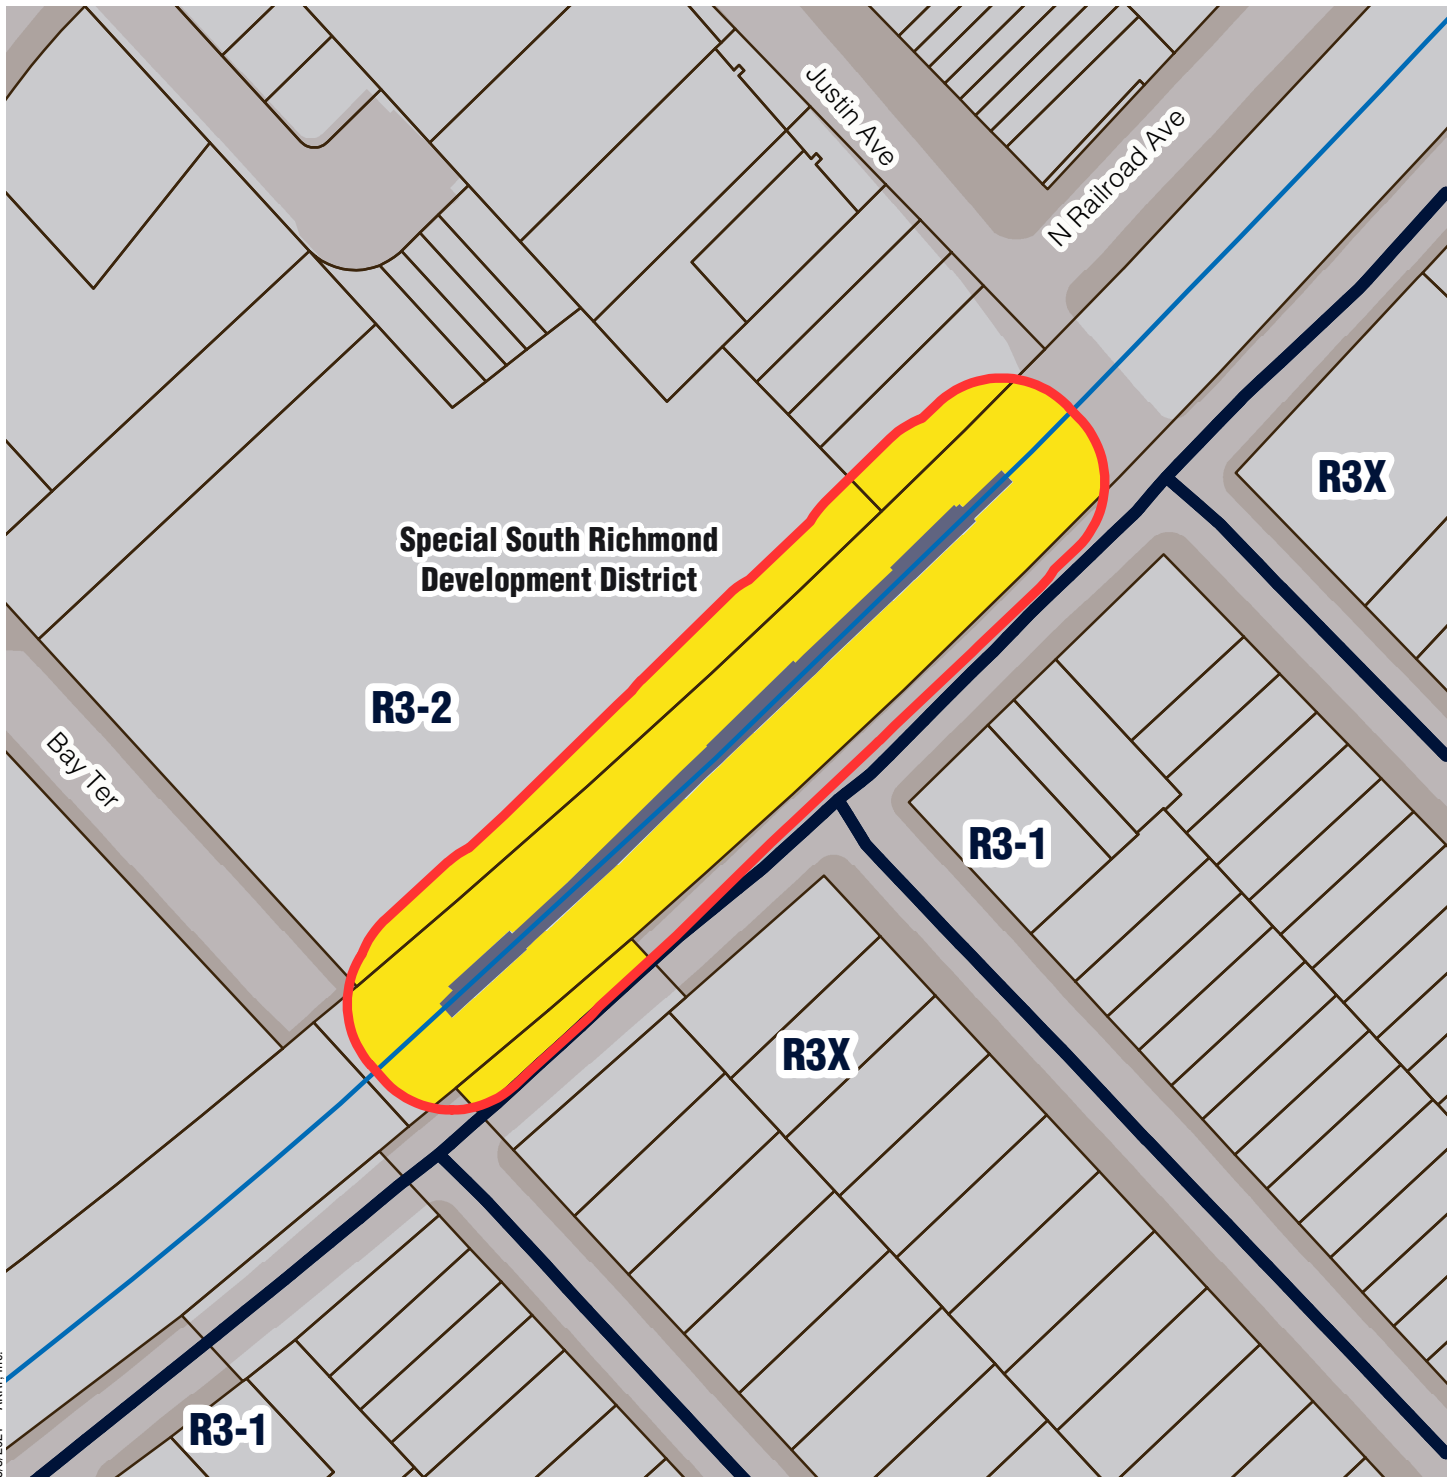 Justin Ave
N Railroad Ave
R3X
Special South Richmond
Development District
R3-2
Bay Ter
R3-1
R3X
R3-1